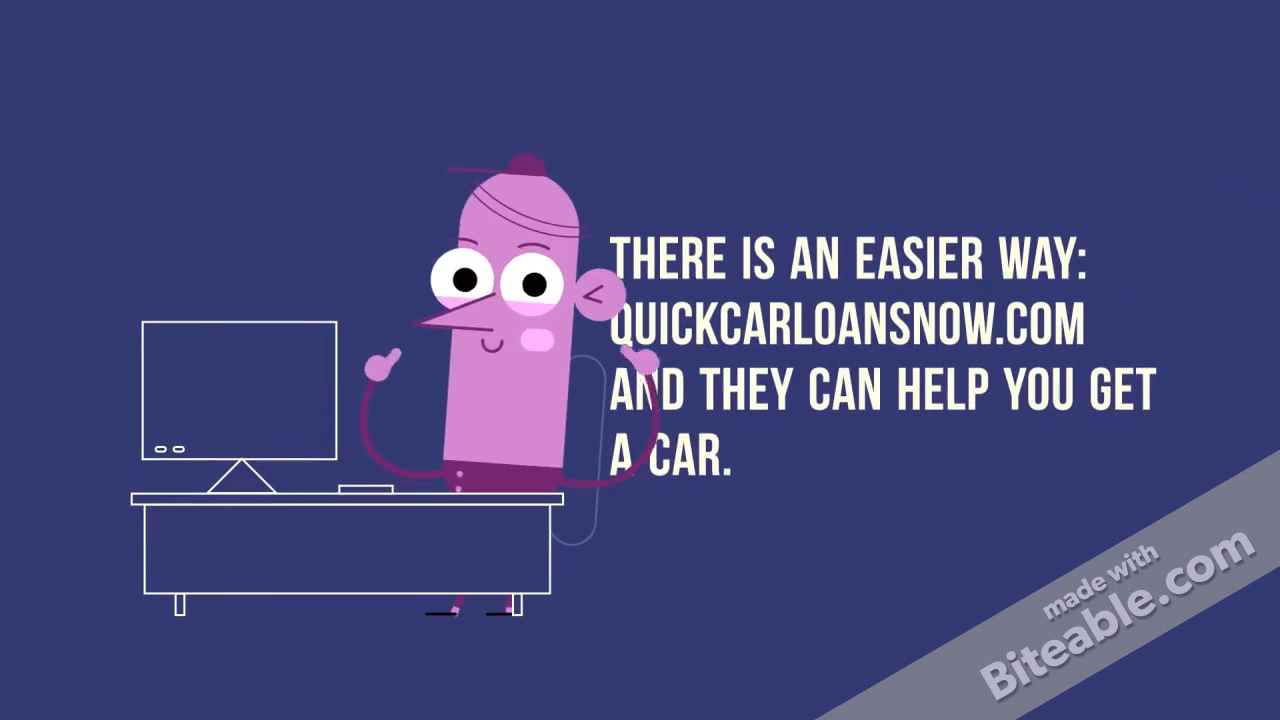 THERE IS AN EASIER WAY:
QUICKCARLOANSNOW.COM
AND THEY CAN HELP YOU GET
A CAR.
made with
Biteable.com